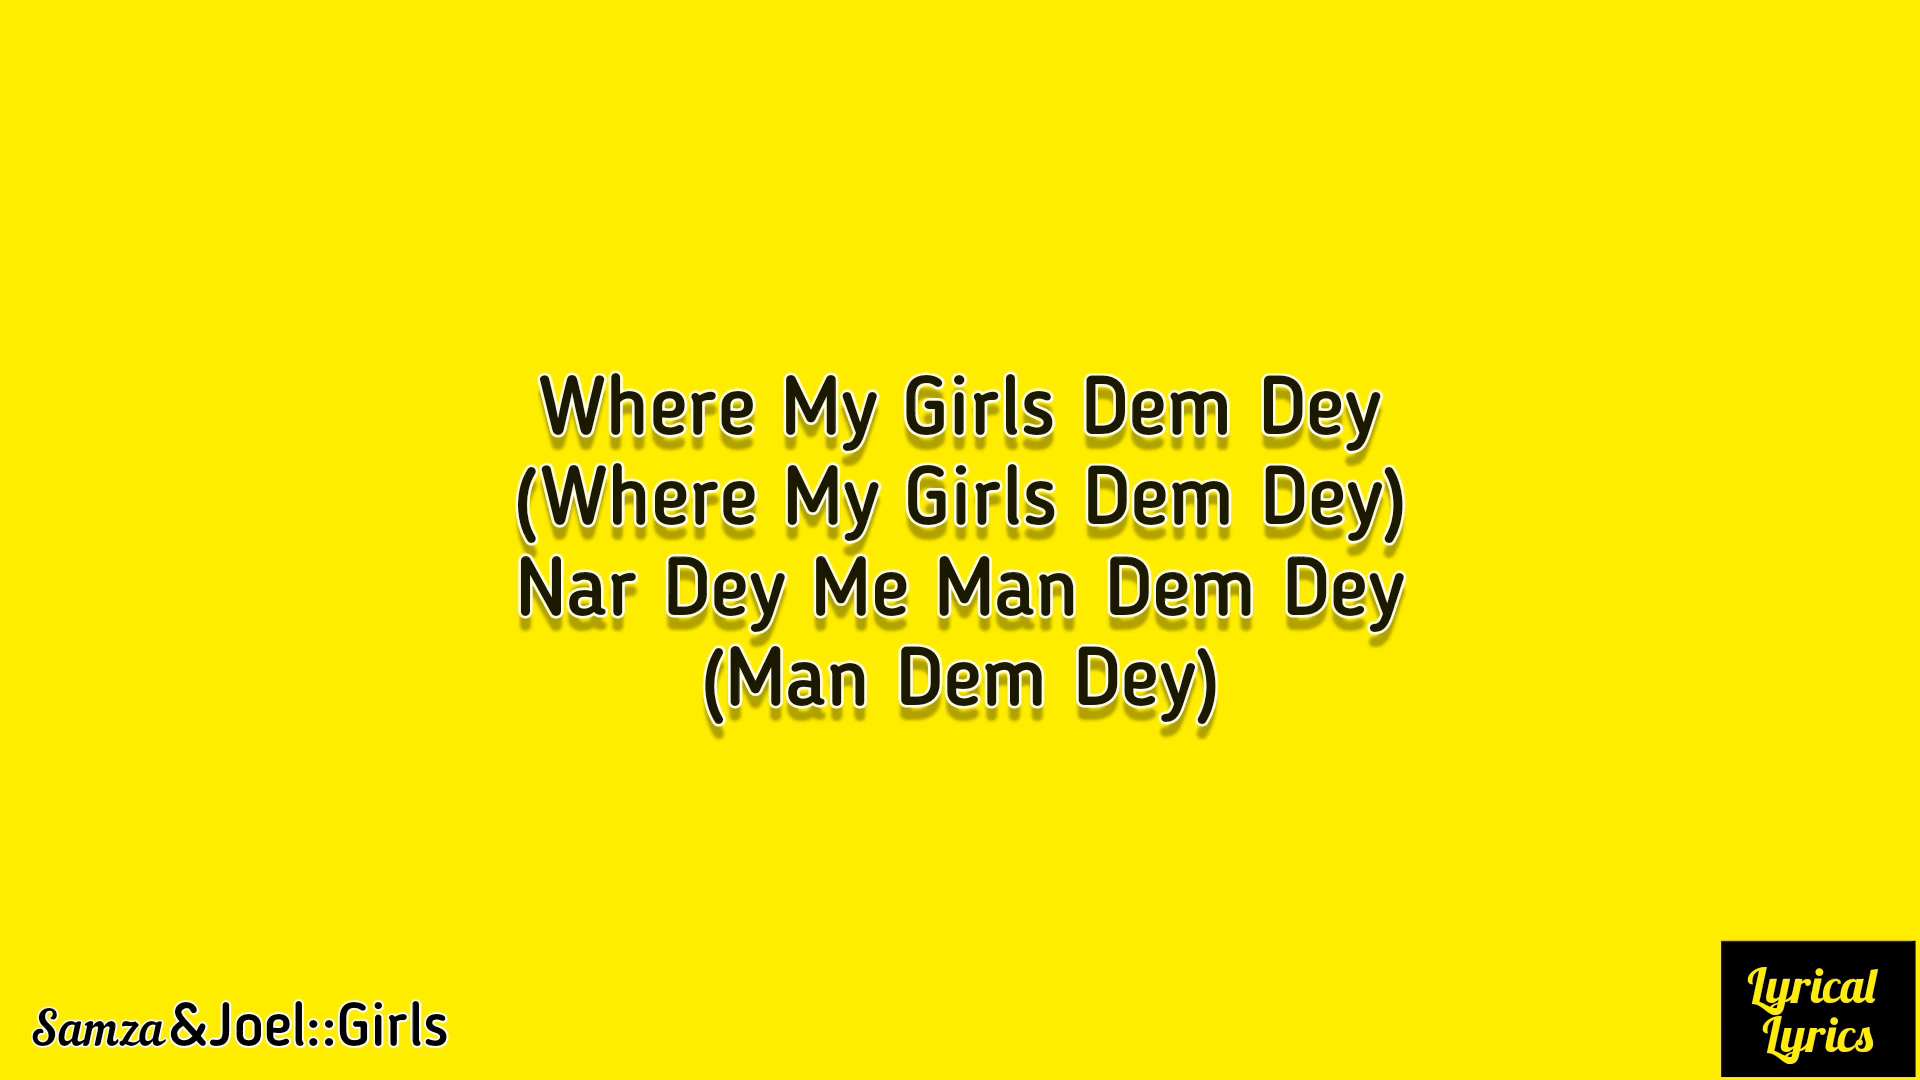 Where My Girls Dem Dey
(Where My Girls Dem Dey)
Nar Dey Me Man Dem Dey
(Man Dem Dey)
Samza&Joel::Girls
Lyrical
Lyrics